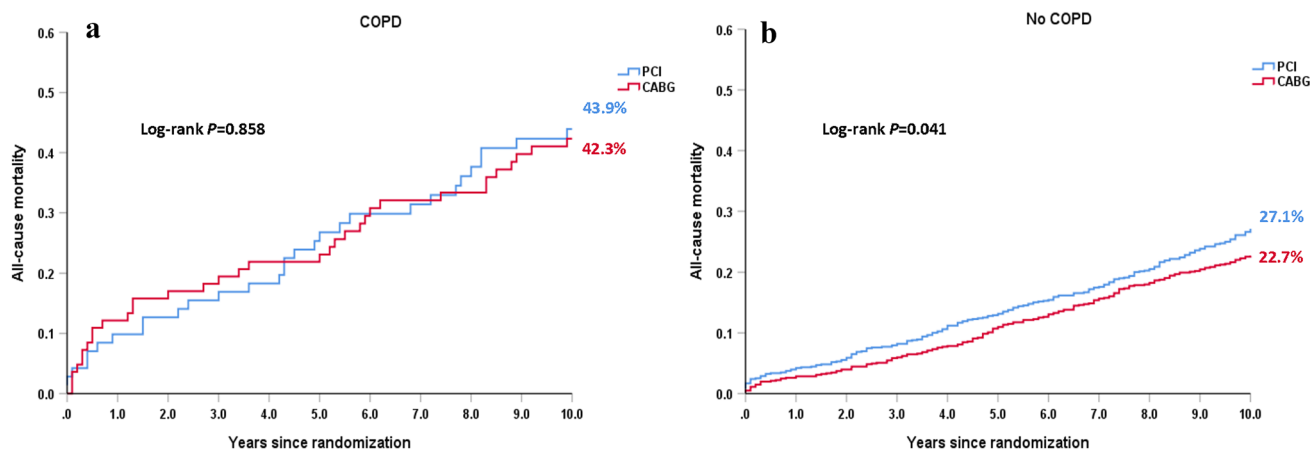 a
COPD
0.6
0.5
0.4
0.3
0.2
0.1
0.0
All-cause mortality
PCI
CABG
43.9%
42.3%
Log-rank P=0.858
.0 1.0 2.0 3.0 4.0 5.0 6.0 7.0 8.0 9.0 10.0
Years since randomization
b
No COPD
0.6
0.5
0.4
0.3
0.2
0.1
0.0
All-cause mortality
PCI
CABG
Log-rank P=0.041
27.1%
22.7%
.0 1.0 2.0 3.0 4.0 5.0 6.0 7.0 8.0 9.0 10.0
Years since randomization